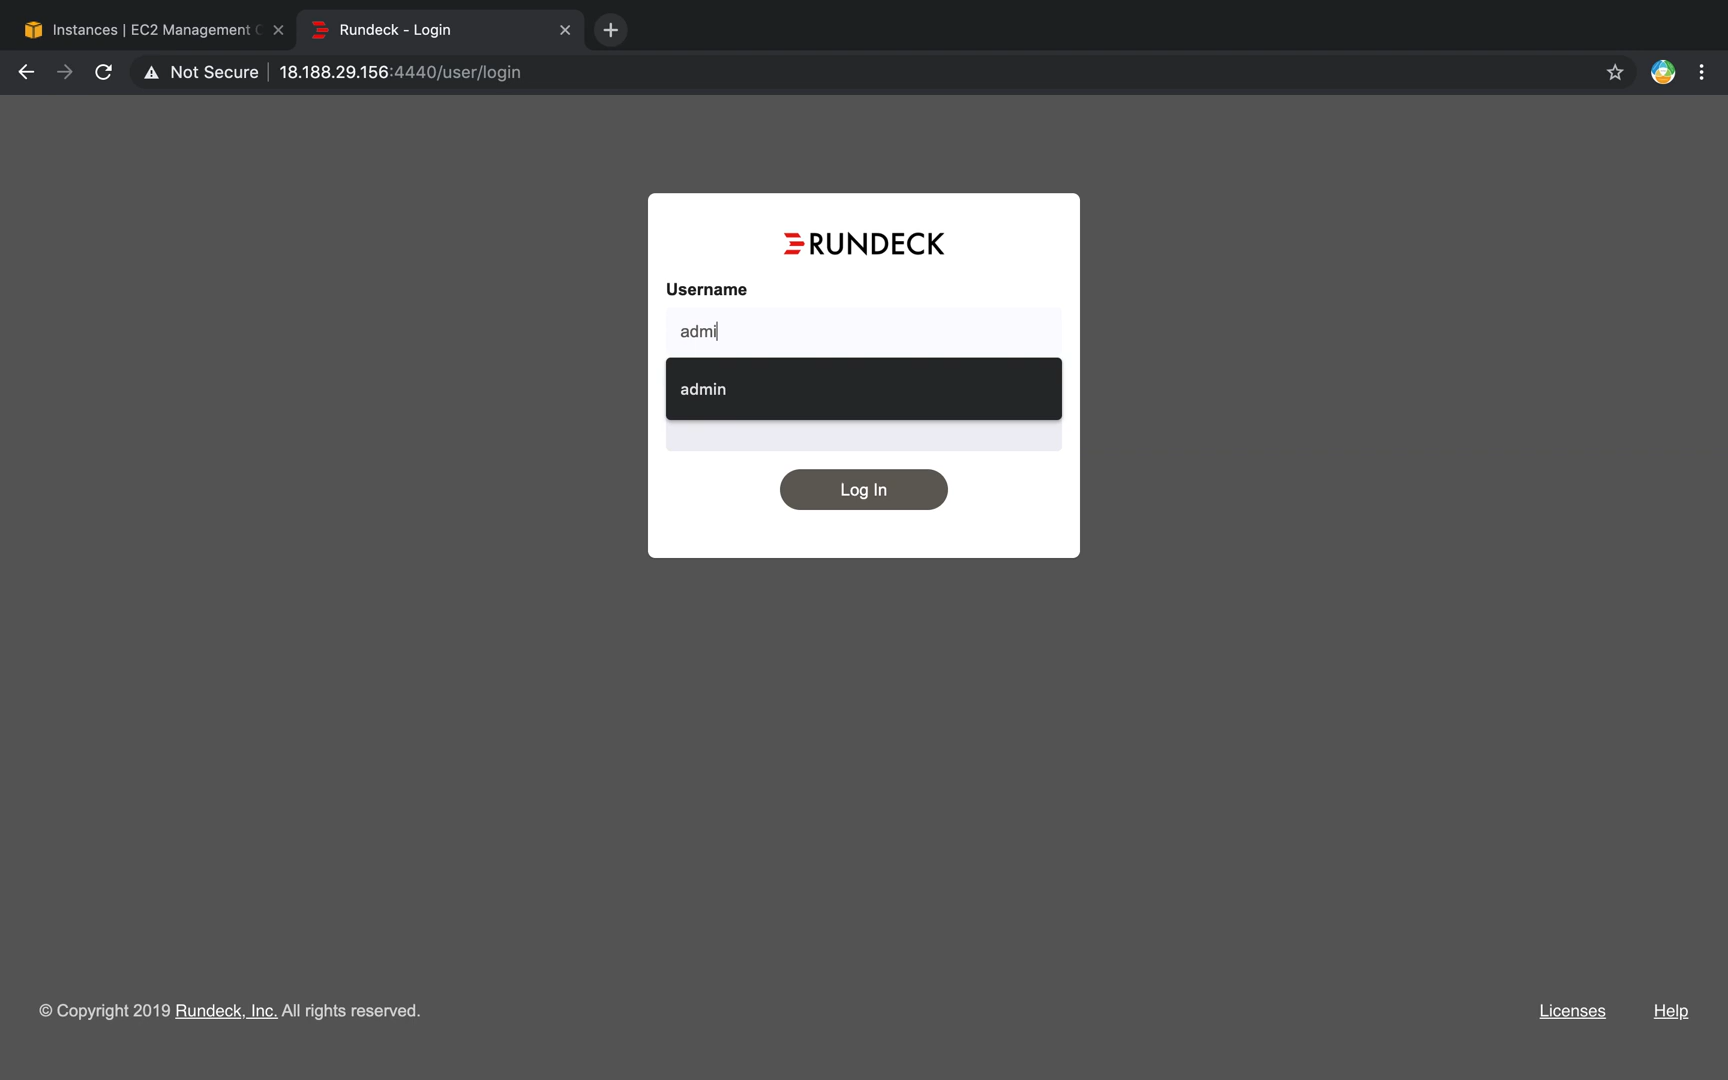 Instances | EC2 Management C
Rundeck - Login
Not Secure | 18.188.29.156:4440/user/login
RUNDECK
Username
admi
admin
Log In
© Copyright 2019 Rundeck, Inc. All rights reserved.
Licenses
Help